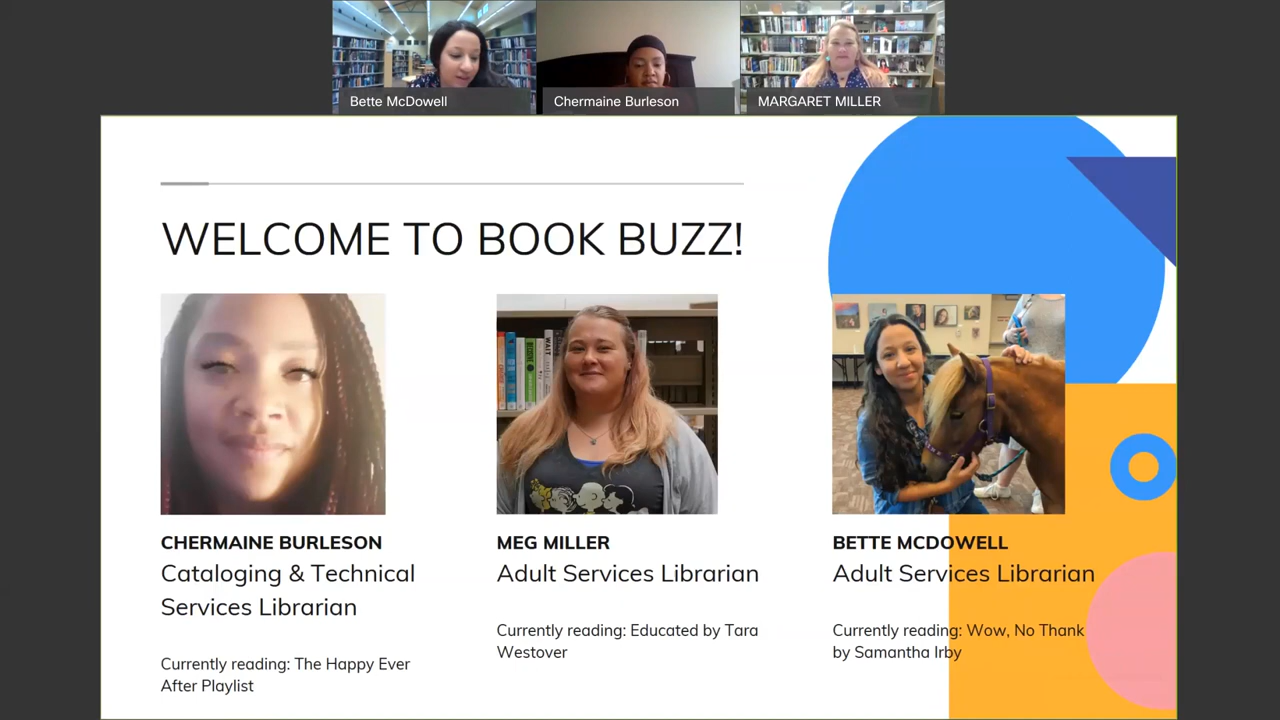 Bette McDowell
Chermaine Burleson
MARGARET MILLER
WELCOME TO BOOK BUZZ!
WAIT
CHERMAINE BURLESON
Cataloging & Technical
Services Librarian
Currently reading: The Happy Ever
After Playlist
MEG MILLER
Adult Services Librarian
Currently reading: Educated by Tara
Westover
BETTE MCDOWELL
Adult Services Librarian
Currently reading: Wow, No Thank
by Samantha Irby